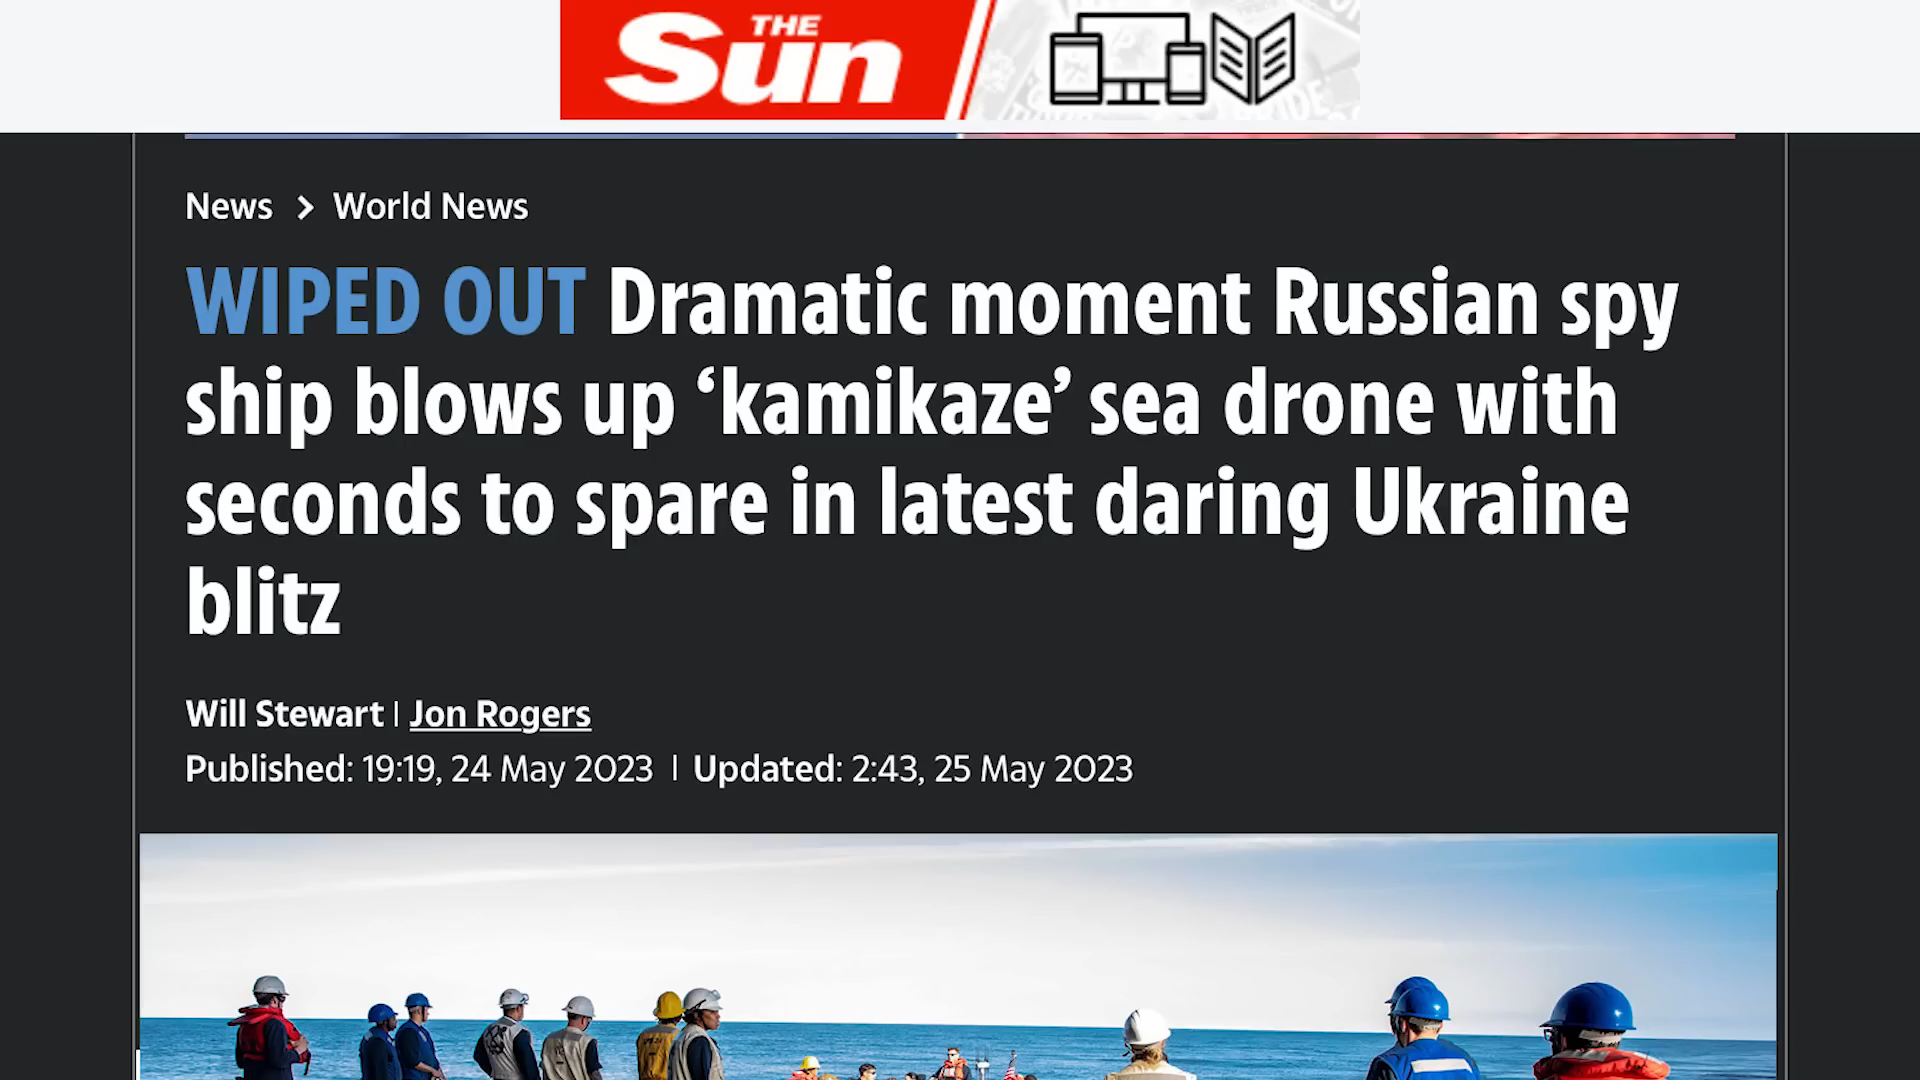 THE
Sun
News > World News
WIPED OUT Dramatic moment Russian spy
ship blows up ‘kamikaze’ sea drone with
seconds to spare in latest daring Ukraine
blitz
Will Stewart | Jon Rogers
Published: 19:19, 24 May 2023 | Updated: 2:43, 25 May 2023